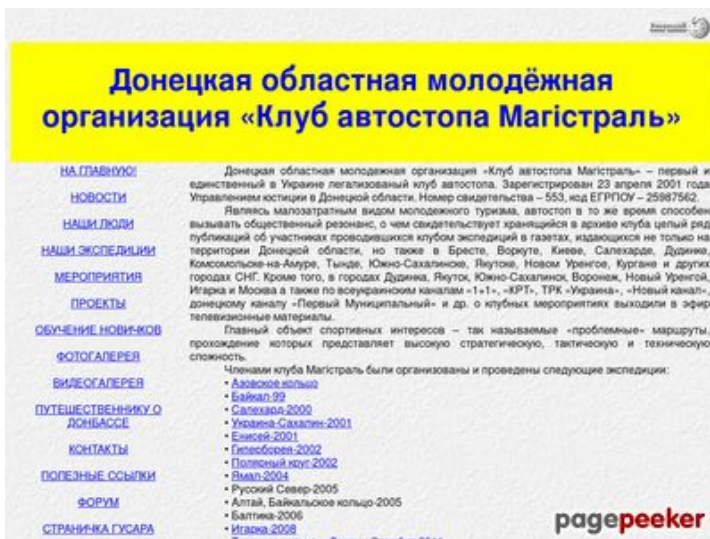 Донецкая областная молодёжная
организация «Клуб автостопа Магістраль»
НА ГЛАВНУЮ!
НОВОСТИ
НАШИ ЛЮДИ
НАШИ ЭКСПЕДИЦИИ
МЕРОПРИЯТИЯ
ПРОЕКТЫ
ОБУЧЕНИЕ НОВИЧКОВ
ФОТОГАЛЕРЕЯ
ВИДЕОГАЛЕРЕЯ
ПУТЕШЕСТВЕННИКУ О
ДОНБАССЕ
КОНТАКТЫ
ПОЛЕЗНЫЕ ССЫЛКИ
ФОРУМ
СТРАНИЧКА ГУСАРА
Донецкая областная молодежная организация «Клуб автостопа Магістраль» – первый и
единственный в Украине легализованый клуб автостопа. Зарегистрирован 23 апреля 2001 года
Управлением юстиции в Донецкой области. Номер свидетельства – 553, код ЕГРПОУ – 25987562.
Являясь малозатратным видом молодежного туризма, автостоп в то же время способен
вызывать общественный резонанс, о чем свидетельствует хранящийся в архиве клуба целый ряд
публикаций об участниках проводившихся клубом экспедиций в газетах, издающихся не только на
территории Донецкой области, но также в Бресте, Воркуте, Киеве, Салехарде, Дудинке,
Комсомольске-на-Амуре, Тынде, Южно-Сахалинске, Якутске, Новом Уренгое, Кургане и других
городах СНГ. Кроме того, в городах Дудинка, Якутск, Южно-Сахалинск, Воронеж, Новый Уренгой,
Игарка и Москва а также по всеукраинским каналам «1+1», «КРТ», ТРК «Украина», «Новый канал»,
донецкому каналу «Первый Муниципальный» и др. о клубных мероприятиях выходили в эфир
телевизионные материалы.
Главный объект спортивных интересов – так называемые «проблемные» маршруты,
прохождение которых представляет высокую стратегическую, тактическую и техническую
сложность.
Членами клуба Магістраль были организованы и проведены следующие экспедиции:
• Азовское кольцо
• Байкал-99
• Салехард-2000
• Украина-Сахалин-2001
• Енисей-2001
• Гиперборея-2002
• Полярный круг-2002
• Ямал-2004
• Русский Север-2005
• Алтай, Байкальское кольцо-2005
• Балтика-2006
• Игарка-2008
pagepeeker